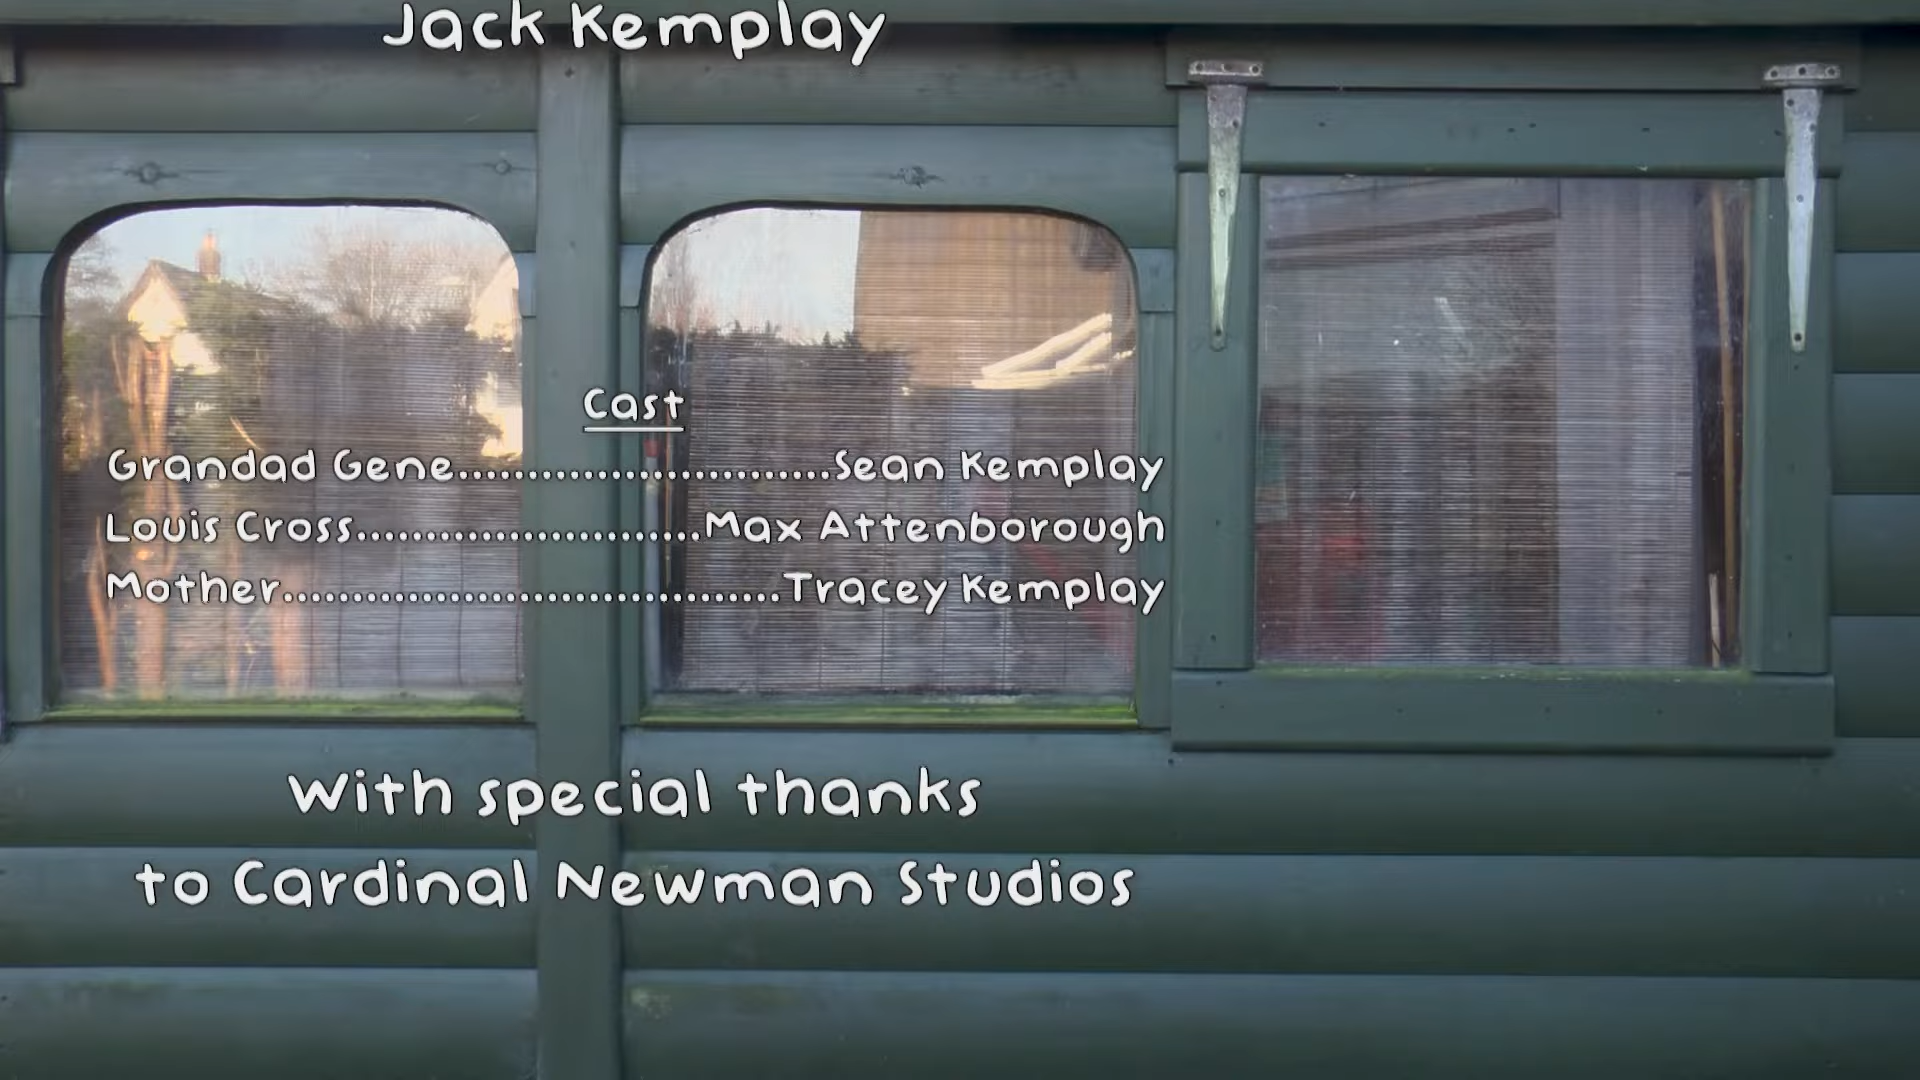 Jack Kemplay
Cast
Grandad Gene...........................Sean Kemplay
Louis Cross.........................Max Attenborough
Mother....................................Tracey Kemplay
With special thanks
to Cardinal Newman Studios